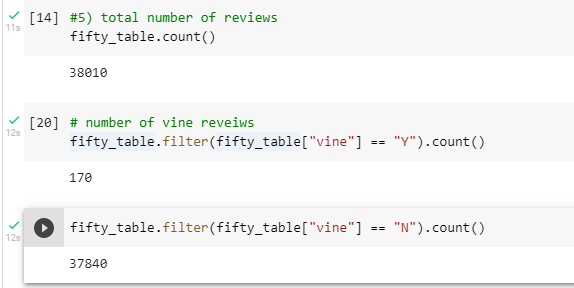 [14] #5) total number of reviews
11s
fifty_table.count()
38010
[20] # number of vine reveiws
12s
fifty_table.filter(fifty_table["vine"] == "Y").count()
170
fifty_table.filter(fifty_table["vine"] == "N").count()
12s
37840